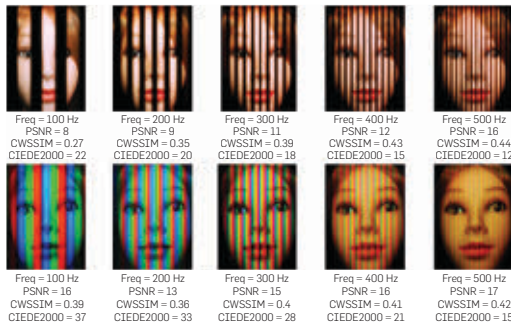 Freq = 100 Hz Freq = 200 Hz Freq = 300 Hz Freq = 400 Hz Freq = 500 Hz
PSNR = 8 PSNR = 9 PSNR = 11 PSNR = 12 PSNR = 16
CWSSIM = 0.27 CWSSIM = 0.35 CWSSIM = 0.39 CWSSIM = 0.43 CWSSIM = 0.44
CIEDE2000 = 22 CIEDE2000 = 20 CIEDE2000 = 18 CIEDE2000 = 15 CIEDE2000 = 12
Freq = 100 Hz Freq = 200 Hz Freq = 300 Hz Freq = 400 Hz Freq = 500 Hz
PSNR = 16 PSNR = 13 PSNR = 15 PSNR = 16 PSNR = 17
CWSSIM = 0.39 CWSSIM = 0.36 CWSSIM = 0.4 CWSSIM = 0.41 CWSSIM = 0.42
CIEDE2000 = 37 CIEDE2000 = 33 CIEDE2000 = 28 CIEDE2000 = 21 CIEDE2000 = 15